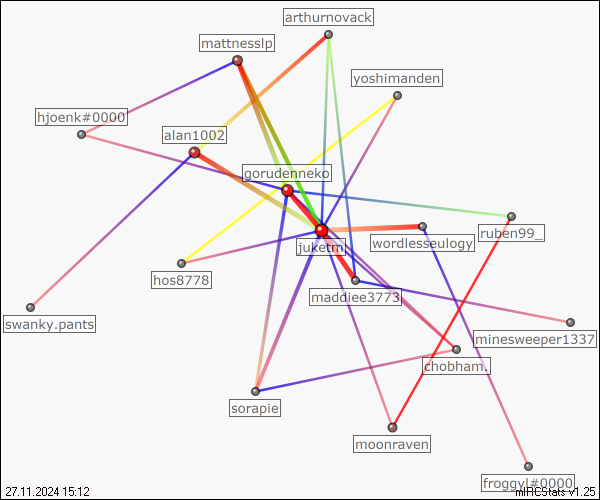 arthurnovack
mattnesslp
yoshimanden
hjoenk#0000
alan1002
gorudenneko
ruben99_
juketm
wordlesseulogy
hos8778
maddiee3773
swanky.pants
minesweeper1337
chobham.
sorapie
moonraven
froggyl#0000
27.11.2024 15:12
mIRCStats v1.25